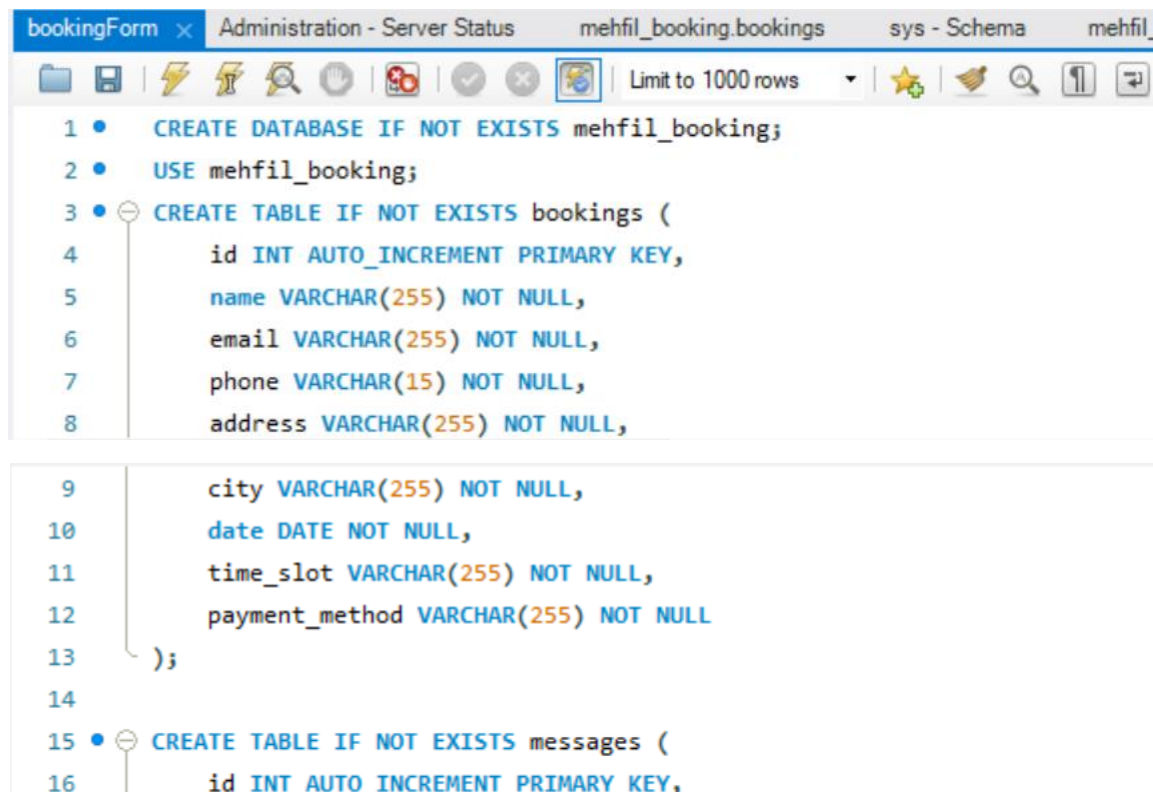 bookingForm × Administration - Server Status mehfil_booking.bookings sys - Schema mehfil_
Limit to 1000 rows
1 CREATE DATABASE IF NOT EXISTS mehfil_booking;
2 USE mehfil_booking;
3 CREATE TABLE IF NOT EXISTS bookings (
4 id INT AUTO_INCREMENT PRIMARY KEY,
5 name VARCHAR(255) NOT NULL,
6 email VARCHAR(255) NOT NULL,
7 phone VARCHAR(15) NOT NULL,
8 address VARCHAR(255) NOT NULL,
9 city VARCHAR(255) NOT NULL,
10 date DATE NOT NULL,
11 time_slot VARCHAR(255) NOT NULL,
12 payment_method VARCHAR(255) NOT NULL
13 );
14
15 CREATE TABLE IF NOT EXISTS messages (
16 id INT AUTO_INCREMENT PRIMARY KEY,